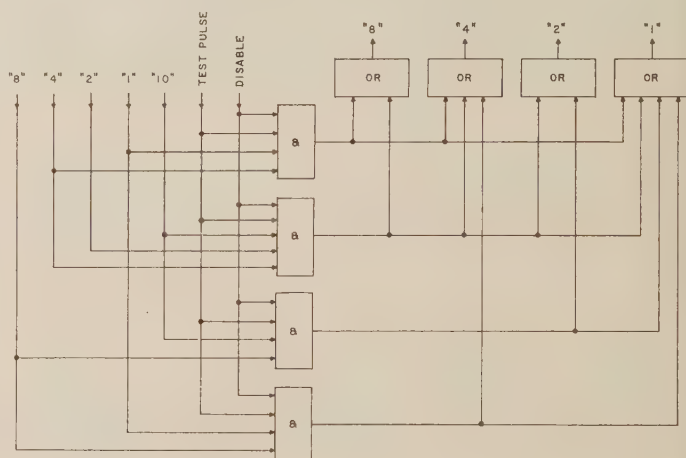 "8" "4" "2" "1"
OR OR OR OR
"8" "4" "2" "1" "10" TEST PULSE DISABLE
&
&
&
&